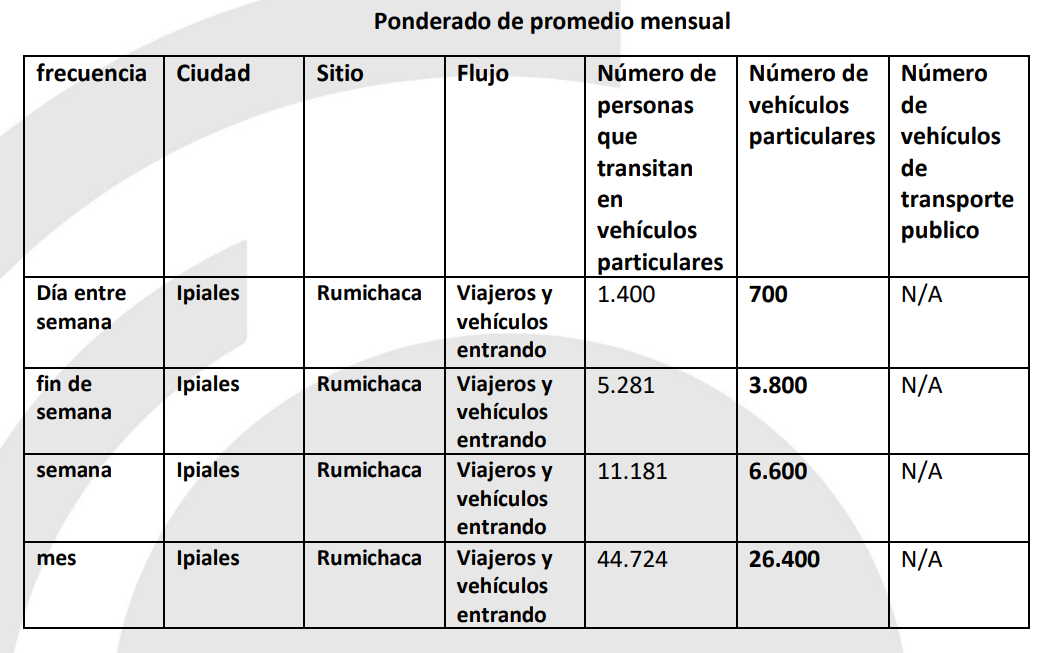 Ponderado de promedio mensual
frecuencia Ciudad Sitio Flujo Número de personas que transitan en vehículos particulares Número de vehículos particulares Número de vehículos de transporte publico
Día entre semana Ipiales Rumichaca Viajeros y vehículos entrando 1.400 700 N/A
fin de semana Ipiales Rumichaca Viajeros y vehículos entrando 5.281 3.800 N/A
semana Ipiales Rumichaca Viajeros y vehículos entrando 11.181 6.600 N/A
mes Ipiales Rumichaca Viajeros y vehículos entrando 44.724 26.400 N/A